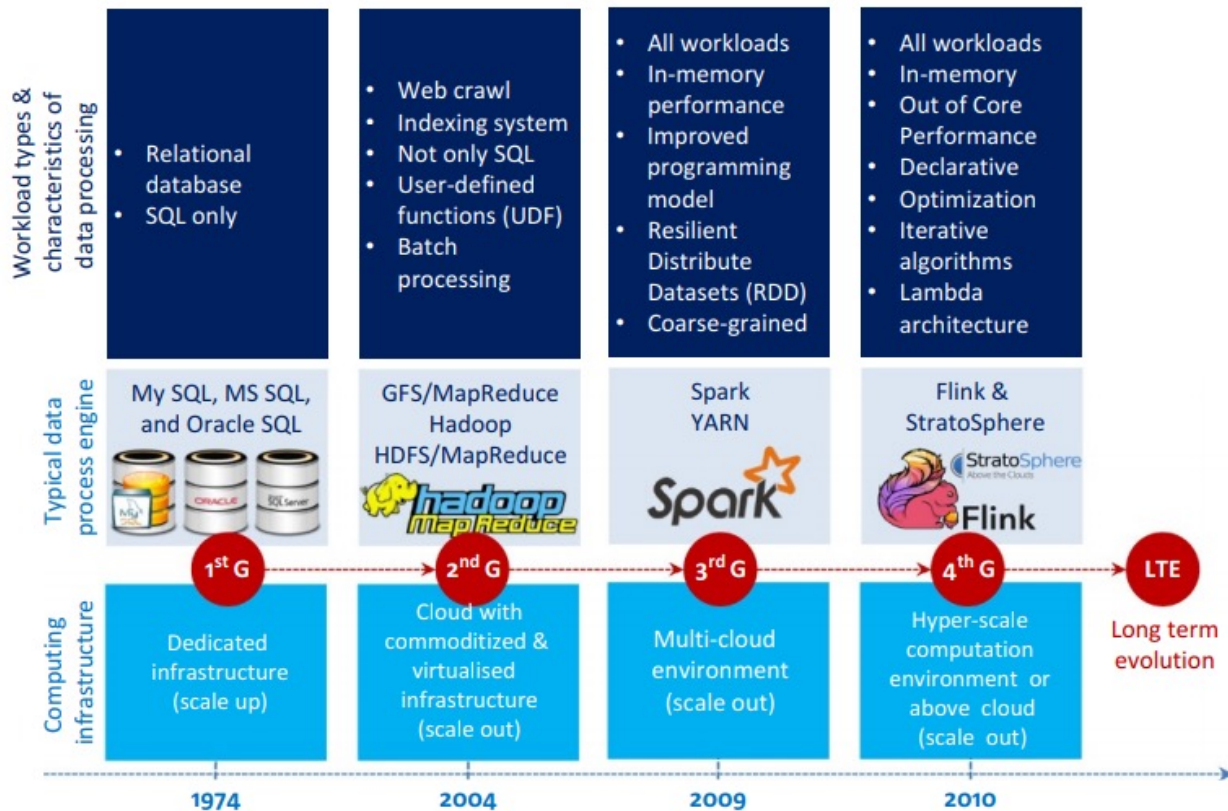 Workload types &
characteristics of
data processing
• Relational
database
• SQL only
• Web crawl
• Indexing system
• Not only SQL
• User-defined
functions (UDF)
• Batch
processing
• All workloads
• In-memory
performance
• Improved
programming
model
• Resilient
Distribute
Datasets (RDD)
• Coarse-grained
• All workloads
• In-memory
• Out of Core
Performance
• Declarative
• Optimization
• Iterative
algorithms
• Lambda
architecture
Typical data
process engine
My SQL, MS SQL,
and Oracle SQL
My
SQL
ORACLE
SQL Server
GFS/MapReduce
Hadoop
HDFS/MapReduce
hadoop
Map Reduce
Spark
YARN
Spark
Flink &
StratoSphere
StratoSphere
Above the Clouds
Flink
1st G
2nd G
3rd G
4th G
LTE
Long term
evolution
Computing
infrastructure
Dedicated
infrastructure
(scale up)
Cloud with
commoditized &
virtualised
infrastructure
(scale out)
Multi-cloud
environment
(scale out)
Hyper-scale
computation
environment or
above cloud
(scale out)
1974
2004
2009
2010